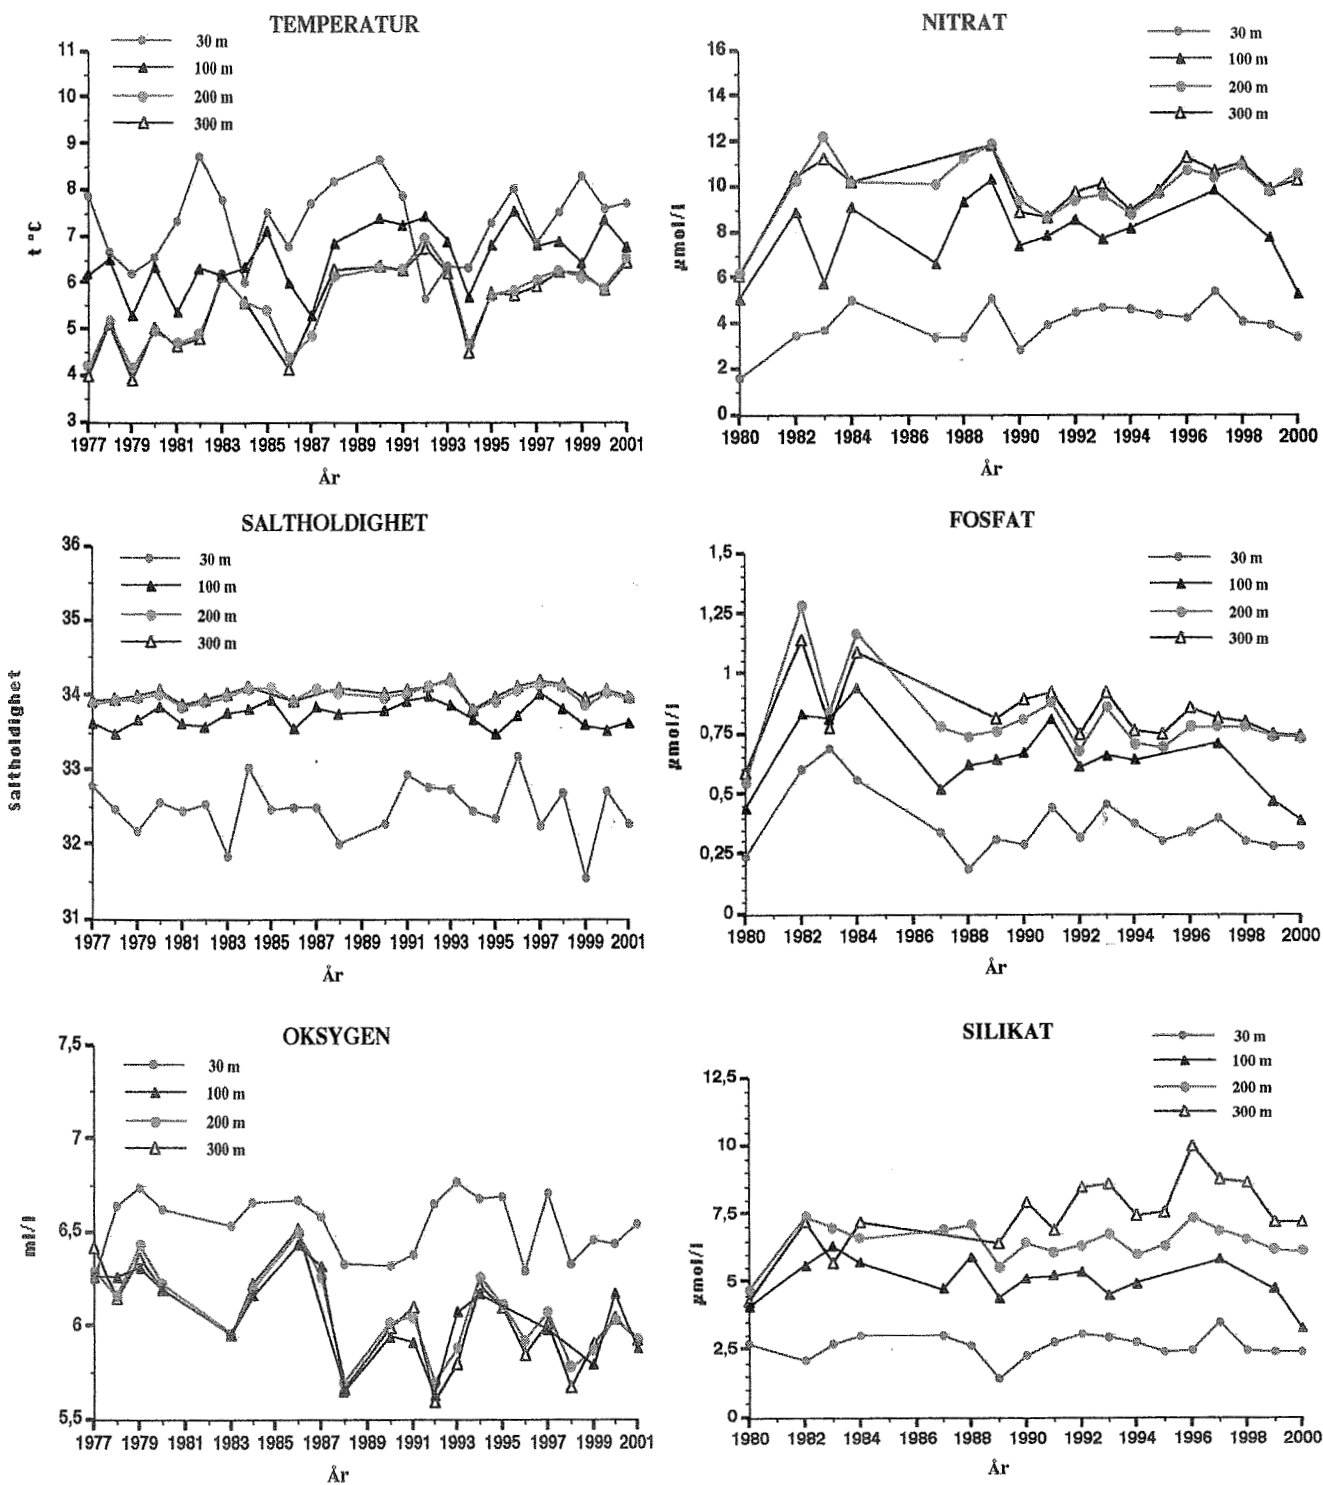 TEMPERATUR
30 m
100 m
200 m
300 m
11
10
9
8
7
6
5
4
3
t °C
1977 1979 1981 1983 1985 1987 1989 1991 1993 1995 1997 1999 2001
År
NITRAT
30 m
100 m
200 m
300 m
16
14
12
10
8
6
4
2
0
µmol/l
1980 1982 1984 1986 1988 1990 1992 1994 1996 1998 2000
År
SALTHOLDIGHET
30 m
100 m
200 m
300 m
36
35
34
33
32
31
Saltholdighet
1977 1979 1981 1983 1985 1987 1989 1991 1993 1995 1997 1999 2001
År
FOSFAT
30 m
100 m
200 m
300 m
1,5
1,25
1
0,75
0,5
0,25
0
µmol/l
1980 1982 1984 1986 1988 1990 1992 1994 1996 1998 2000
År
OKSYGEN
30 m
100 m
200 m
300 m
7,5
7
6,5
6
5,5
ml/l
1977 1979 1981 1983 1985 1987 1989 1991 1993 1995 1997 1999 2001
År
SILIKAT
30 m
100 m
200 m
300 m
12,5
10
7,5
5
2,5
0
µmol/l
1980 1982 1984 1986 1988 1990 1992 1994 1996 1998 2000
År